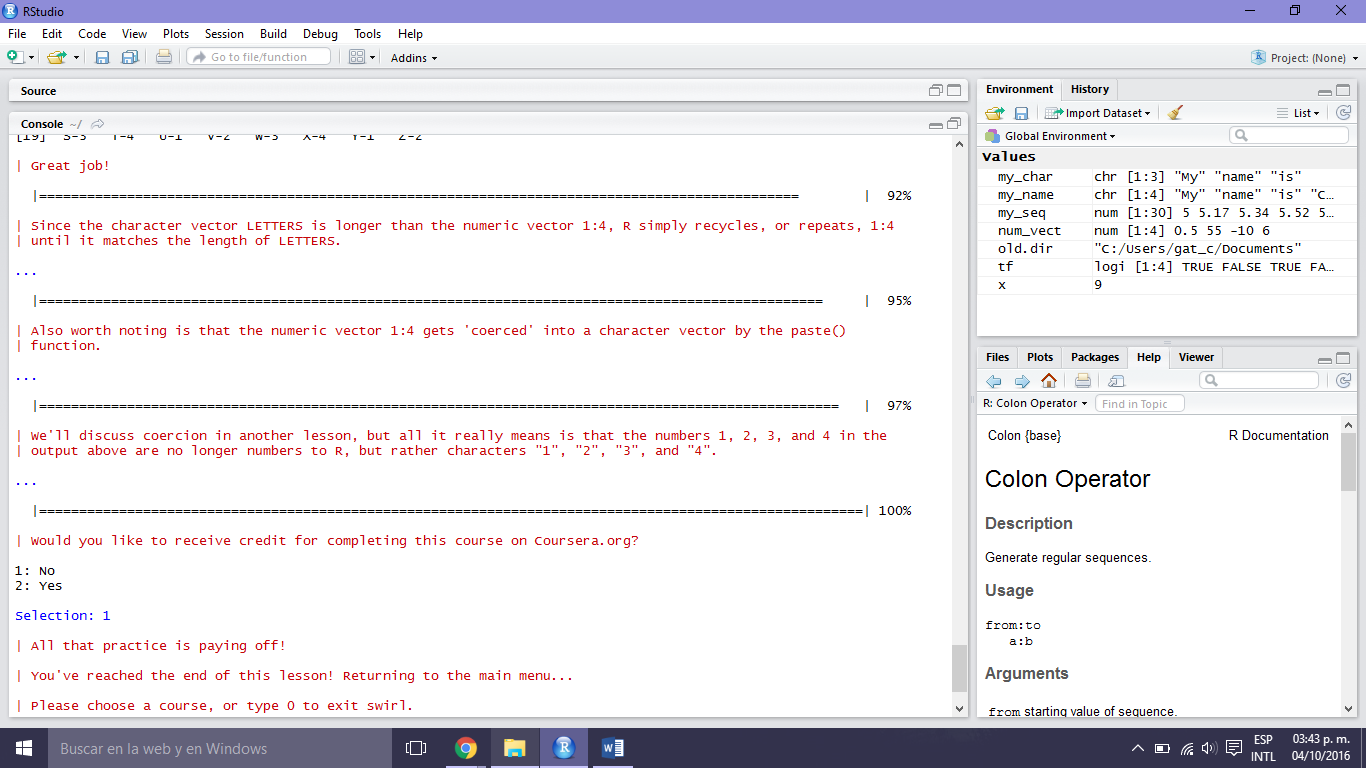 RStudio
File Edit Code View Plots Session Build Debug Tools Help
Go to file/function
Addins
Project: (None)
Source
Console ~/
[19] "S-3" "T-4" "U-1" "V-2" "W-3" "X-4" "Y-1" "Z-2"
| Great job!
|===============================================================================================| 92%
| Since the character vector LETTERS is longer than the numeric vector 1:4, R simply recycles, or repeats, 1:4
| until it matches the length of LETTERS.
...
|==================================================================================================| 95%
| Also worth noting is that the numeric vector 1:4 gets 'coerced' into a character vector by the paste()
| function.
...
|====================================================================================================| 97%
| We'll discuss coercion in another lesson, but all it really means is that the numbers 1, 2, 3, and 4 in the
| output above are no longer numbers to R, but rather characters "1", "2", "3", and "4".
...
|=======================================================================================================| 100%
| Would you like to receive credit for completing this course on Coursera.org?
1: No
2: Yes
Selection: 1
| All that practice is paying off!
| You've reached the end of this lesson! Returning to the main menu...
| Please choose a course, or type 0 to exit swirl.
Environment History
Import Dataset List
Global Environment
Values
my_char chr [1:3] "My" "name" "is"
my_name chr [1:4] "My" "name" "is" "C…
my_seq num [1:30] 5 5.17 5.34 5.52 5…
num_vect num [1:4] 0.5 55 -10 6
old.dir "C:/Users/gat_c/Documents"
tf logi [1:4] TRUE FALSE TRUE FA…
x 9
Files Plots Packages Help Viewer
R: Colon Operator Find in Topic
Colon {base} R Documentation
Colon Operator
Description
Generate regular sequences.
Usage
from:to
a:b
Arguments
from starting value of sequence.
Buscar en la web y en Windows
ESP
INTL
03:43 p. m.
04/10/2016